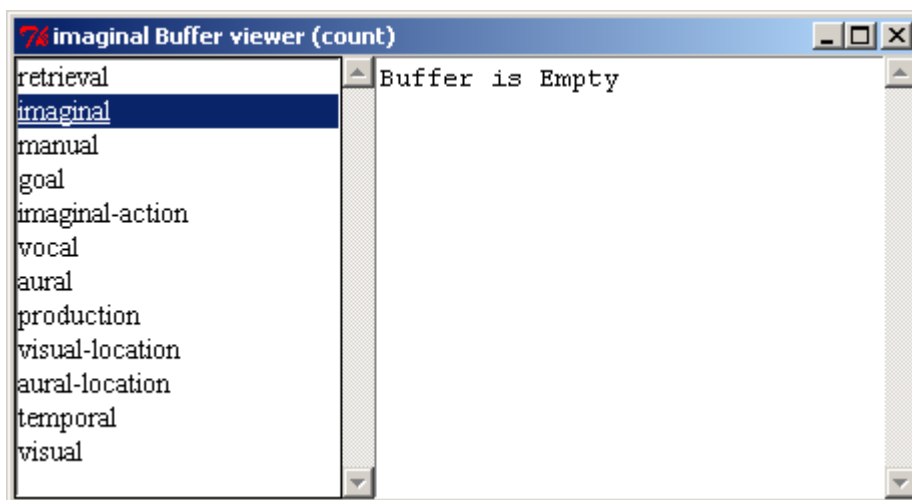 imaginal Buffer viewer (count)
retrieval
imaginal
manual
goal
imaginal-action
vocal
aural
production
visual-location
aural-location
temporal
visual
Buffer is Empty